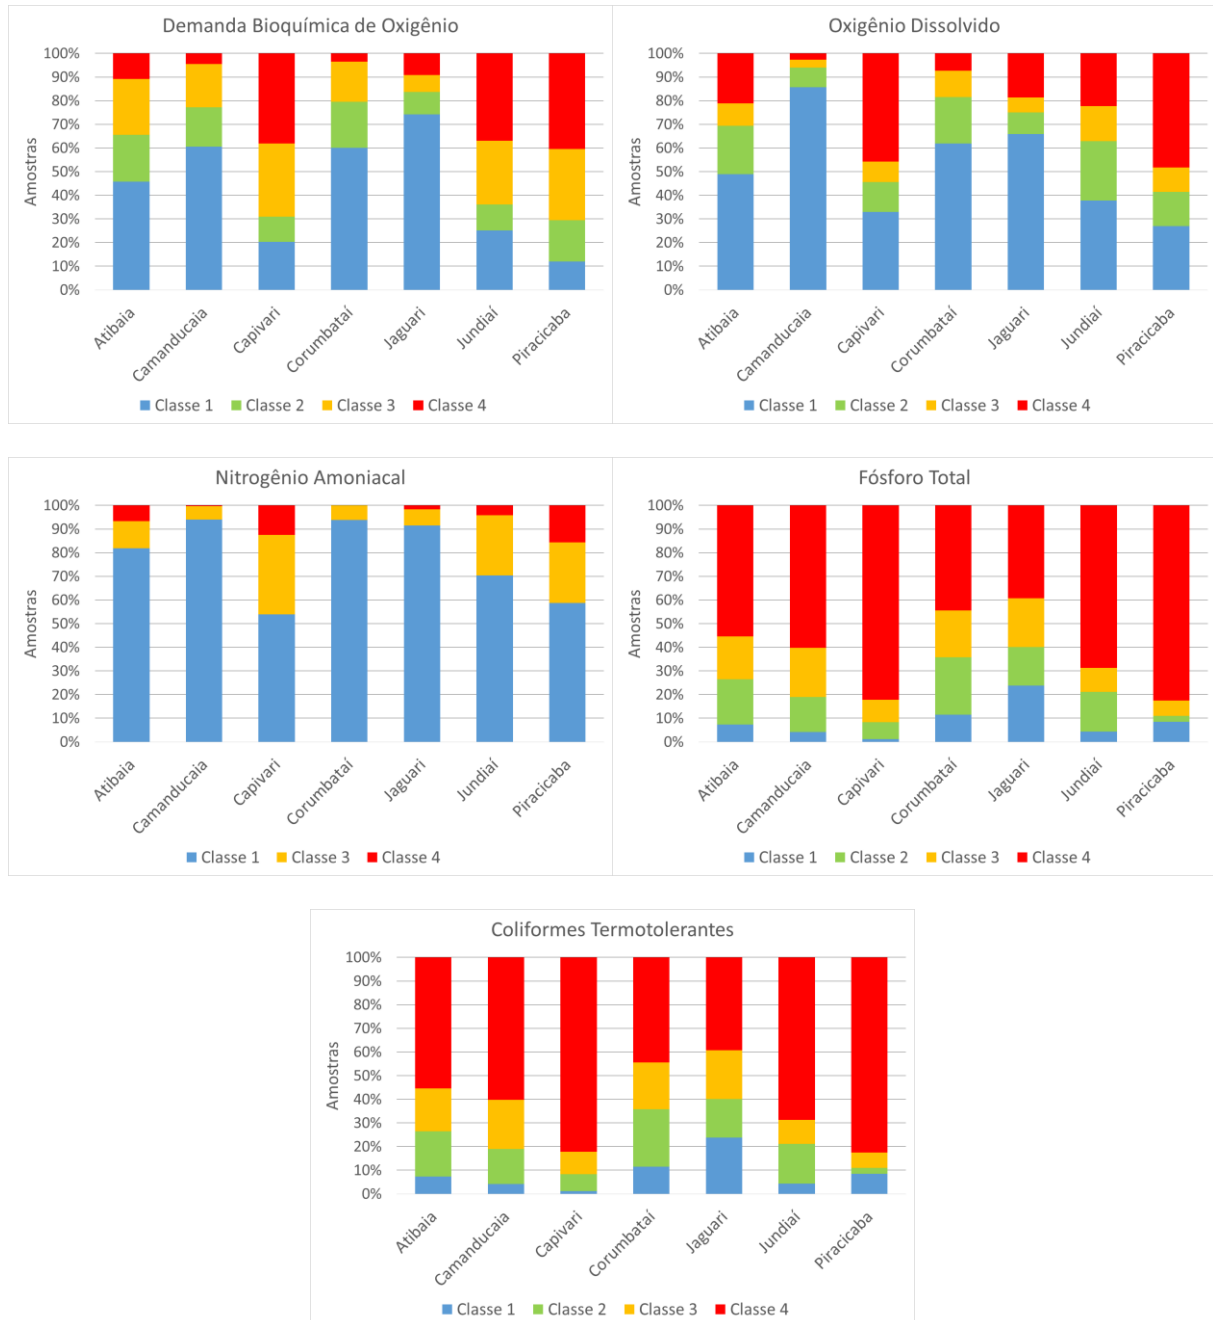 Demanda Bioquímica de Oxigênio
100%
90%
80%
70%
60%
50%
40%
30%
20%
10%
0%
Amostras
Atibaia
Camanducaia
Capivari
Corumbataí
Jaguari
Jundiaí
Piracicaba
Classe 1 Classe 2 Classe 3 Classe 4
Oxigênio Dissolvido
100%
90%
80%
70%
60%
50%
40%
30%
20%
10%
0%
Amostras
Atibaia
Camanducaia
Capivari
Corumbataí
Jaguari
Jundiaí
Piracicaba
Classe 1 Classe 2 Classe 3 Classe 4
Nitrogênio Amoniacal
100%
90%
80%
70%
60%
50%
40%
30%
20%
10%
0%
Amostras
Atibaia
Camanducaia
Capivari
Corumbataí
Jaguari
Jundiaí
Piracicaba
Classe 1 Classe 3 Classe 4
Fósforo Total
100%
90%
80%
70%
60%
50%
40%
30%
20%
10%
0%
Amostras
Atibaia
Camanducaia
Capivari
Corumbataí
Jaguari
Jundiaí
Piracicaba
Classe 1 Classe 2 Classe 3 Classe 4
Coliformes Termotolerantes
100%
90%
80%
70%
60%
50%
40%
30%
20%
10%
0%
Amostras
Atibaia
Camanducaia
Capivari
Corumbataí
Jaguari
Jundiaí
Piracicaba
Classe 1 Classe 2 Classe 3 Classe 4